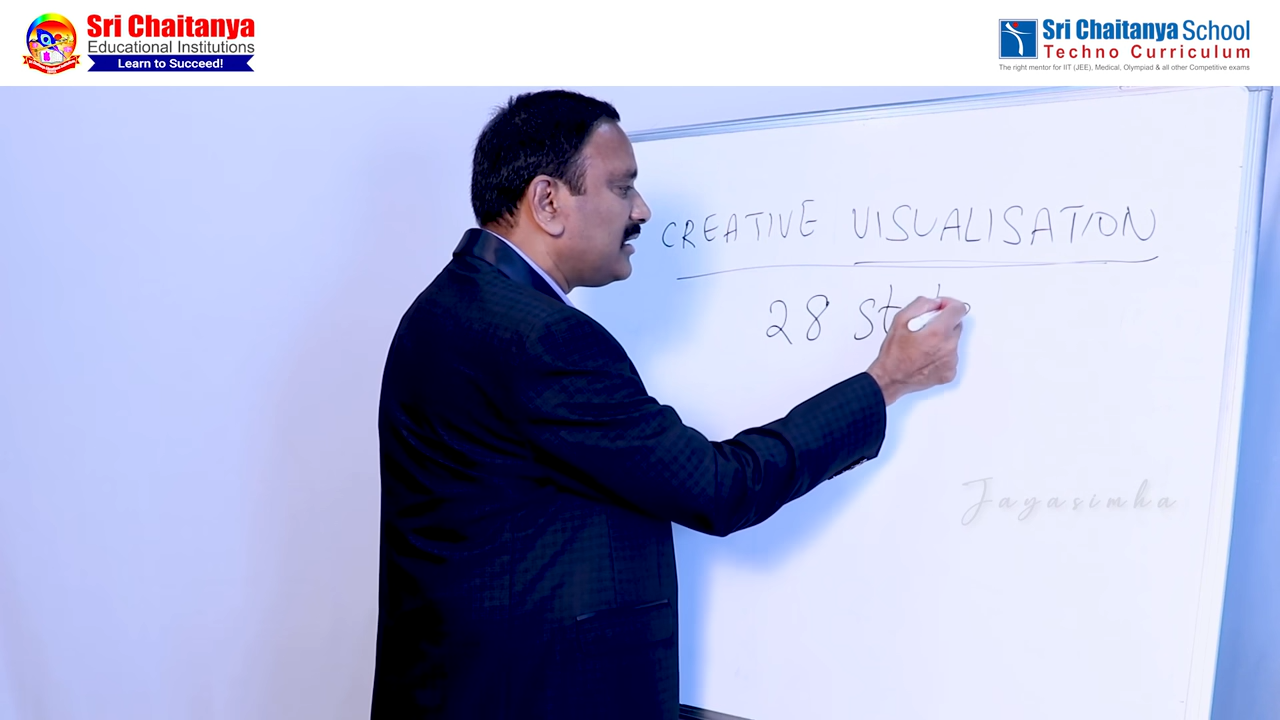 Sri Chaitanya
Educational Institutions
Learn to Succeed!
Sri Chaitanya School
Techno Curriculum
The right mentor for IIT (JEE), Medical, Olympiad & all other Competitive exams
CREATIVE VISUALISATION
28
Jayasimha